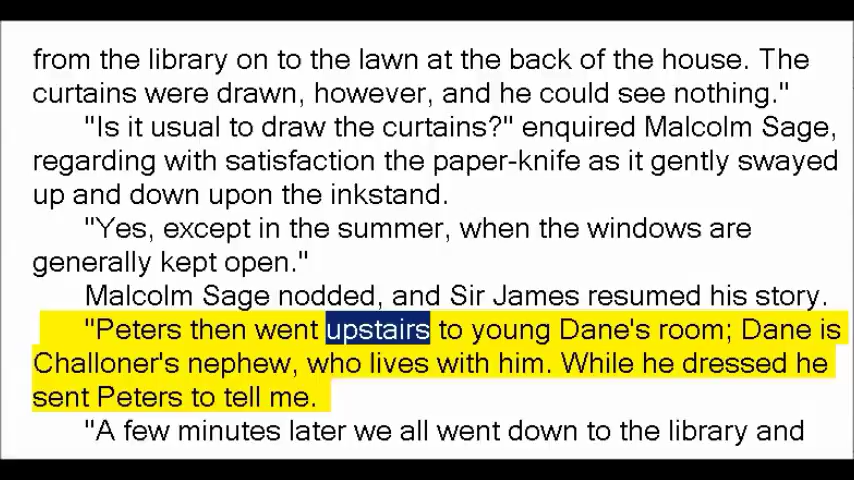 from the library on to the lawn at the back of the house. The
curtains were drawn, however, and he could see nothing."
"Is it usual to draw the curtains?" enquired Malcolm Sage,
regarding with satisfaction the paper-knife as it gently swayed
up and down upon the inkstand.
"Yes, except in the summer, when the windows are
generally kept open."
Malcolm Sage nodded, and Sir James resumed his story.
"Peters then went upstairs to young Dane's room; Dane is
Challoner's nephew, who lives with him. While he dressed he
sent Peters to tell me.
"A few minutes later we all went down to the library and